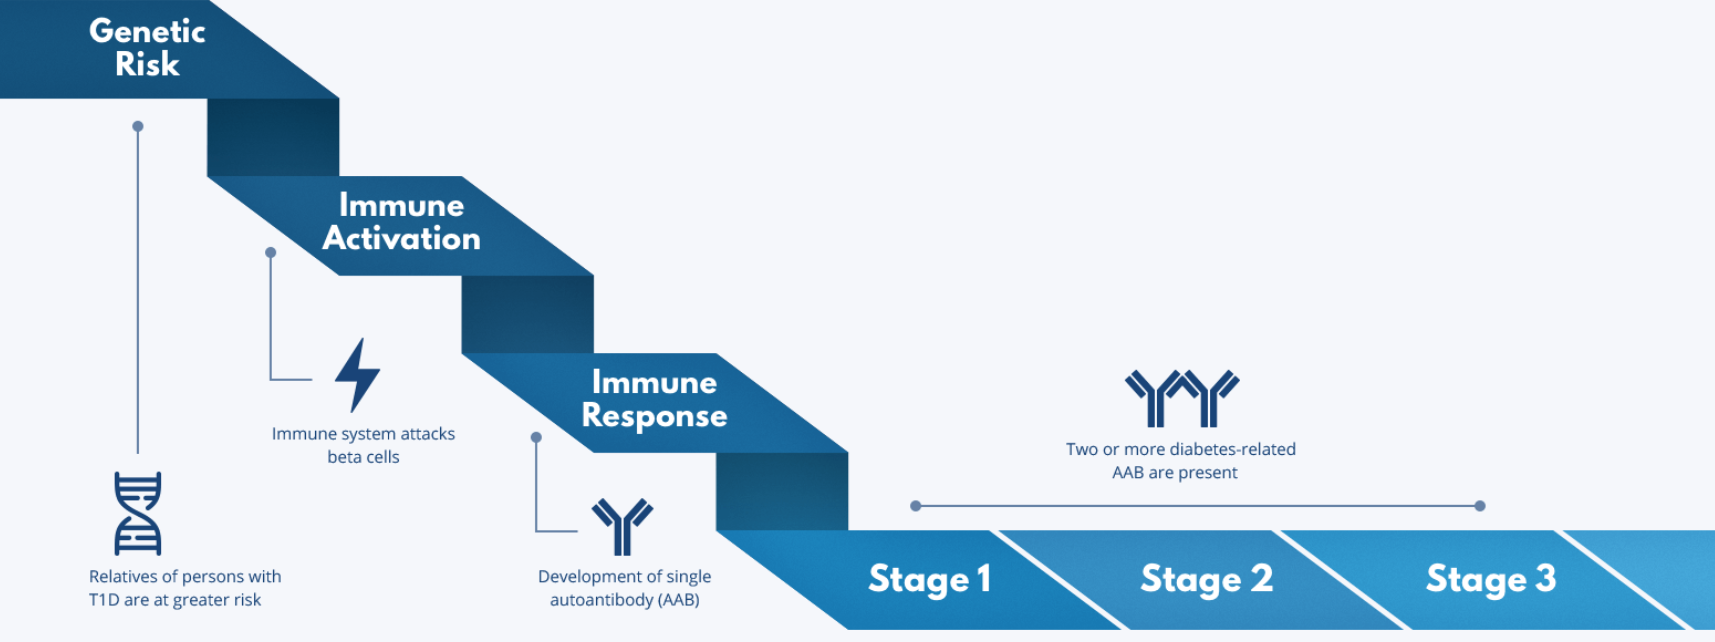 Genetic
Risk
Immune
Activation
Immune
Response
Immune system attacks
beta cells
Relatives of persons with
T1D are at greater risk
Development of single
autoantibody (AAB)
Two or more diabetes-related
AAB are present
Stage 1
Stage 2
Stage 3